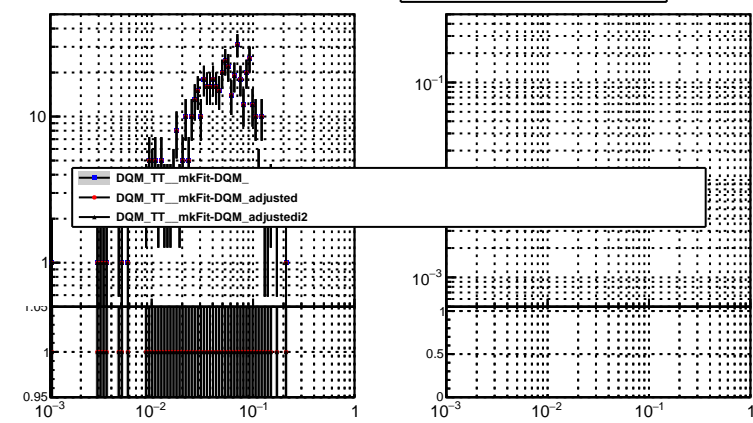 10⁻¹
10
DQM_TT__mkFit-DQM_
DQM_TT__mkFit-DQM_adjusted
DQM_TT__mkFit-DQM_adjustedi2
1
10⁻³
1.05
1
1
0.5
0.95
0
10⁻³ 10⁻² 10⁻¹ 1
10⁻³ 10⁻² 10⁻¹ 1